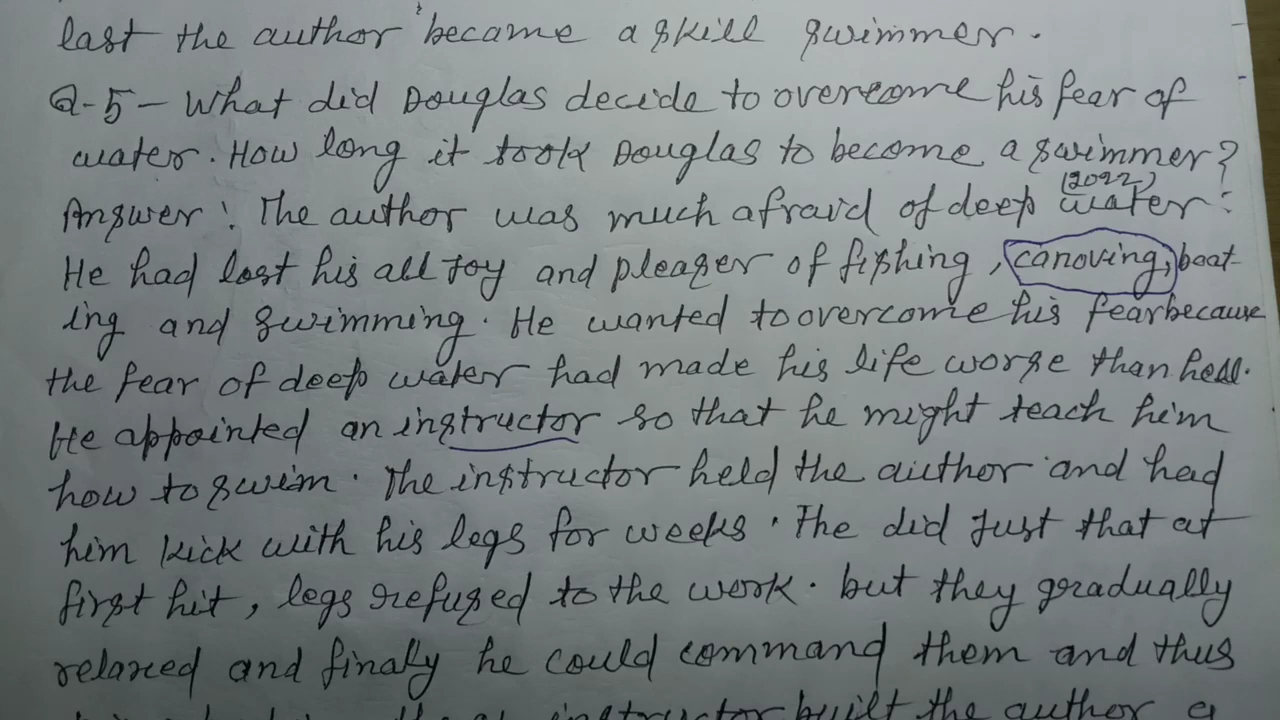 last the author became a skill swimmer.
Q-5- What did Douglas decide to overcome his fear of
water. How long it took Douglas to become a swimmer?
(2022)
Answer: The author was much afraid of deep water.
He had lost his all Joy and pleaser of fishing, canoving, boat-
ing and swimming. He wanted to overcome his fear because
the fear of deep water had made his life worse than hell.
He appointed an instructor so that he might teach him
how to swim. The instructor held the author and had
him kick with his legs for weeks. The did Just that at
first hit, legs refused to the work. but they gradually
relaxed and finally he could command them and thus
instructor built the author a